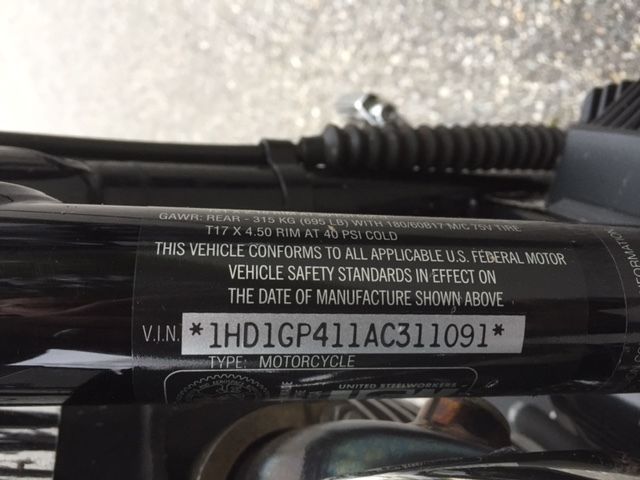 GAWR: REAR - 315 KG (695 LB) WITH 180/60B17 M/C 75V TIRE
T17 X 4.50 RIM AT 40 PSI COLD
THIS VEHICLE CONFORMS TO ALL APPLICABLE U.S. FEDERAL MOTOR
VEHICLE SAFETY STANDARDS IN EFFECT ON
THE DATE OF MANUFACTURE SHOWN ABOVE
V.I.N. *1HD1GP411AC311091*
TYPE: MOTORCYCLE
UNITED STEELWORKERS
INFORMATION